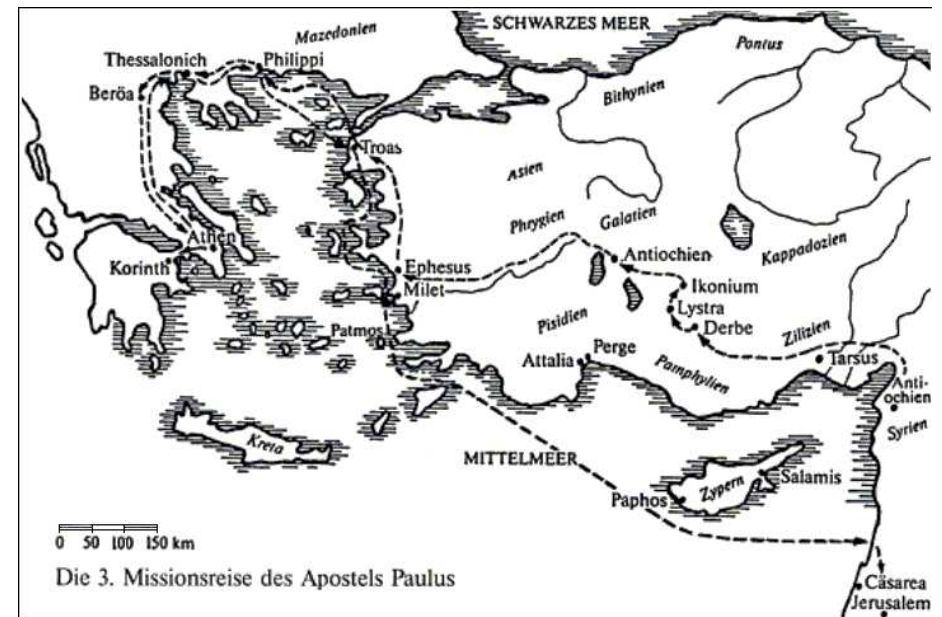 SCHWARZES MEER
Mazedonien
Pontus
Thessalonich
Philippi
Beröa
Bithynien
Troas
Asien
Phrygien
Galatien
Kappadozien
Athen
Korinth
Antiochien
Ephesus
Ikonium
Milet
Lystra
Pisidien
Derbe
Patmos
Zilizien
Perge
Tarsus
Attalia
Pamphylien
Anti-
ochien
Syrien
Kreta
MITTELMEER
Zypern
Salamis
Paphos
0 50 100 150 km
Die 3. Missionsreise des Apostels Paulus
Cäsarea
Jerusalem